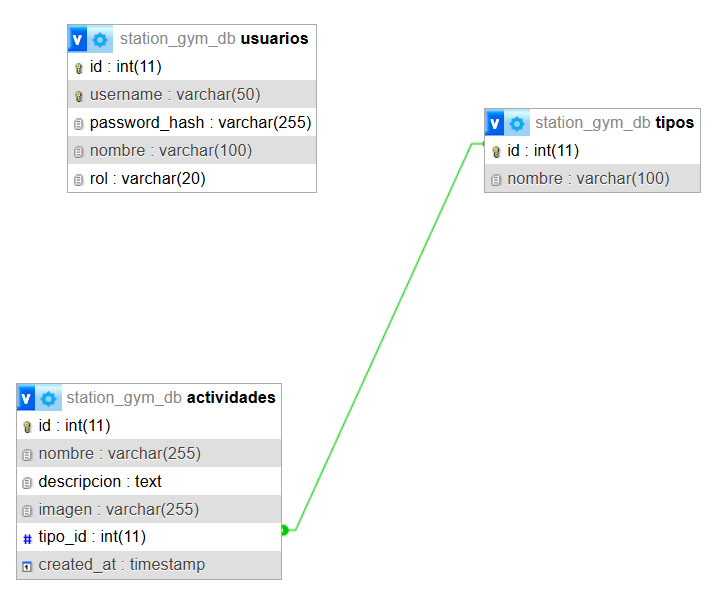 station_gym_db usuarios
id : int(11)
username : varchar(50)
password_hash : varchar(255)
nombre : varchar(100)
rol : varchar(20)
station_gym_db tipos
id : int(11)
nombre : varchar(100)
station_gym_db actividades
id : int(11)
nombre : varchar(255)
descripcion : text
imagen : varchar(255)
# tipo_id : int(11)
created_at : timestamp